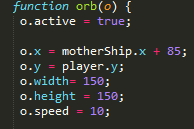 function orb(o) {
o.active = true;
o.x = motherShip.x + 85;
o.y = player.y;
o.width= 150;
o.height = 150;
o.speed = 10;